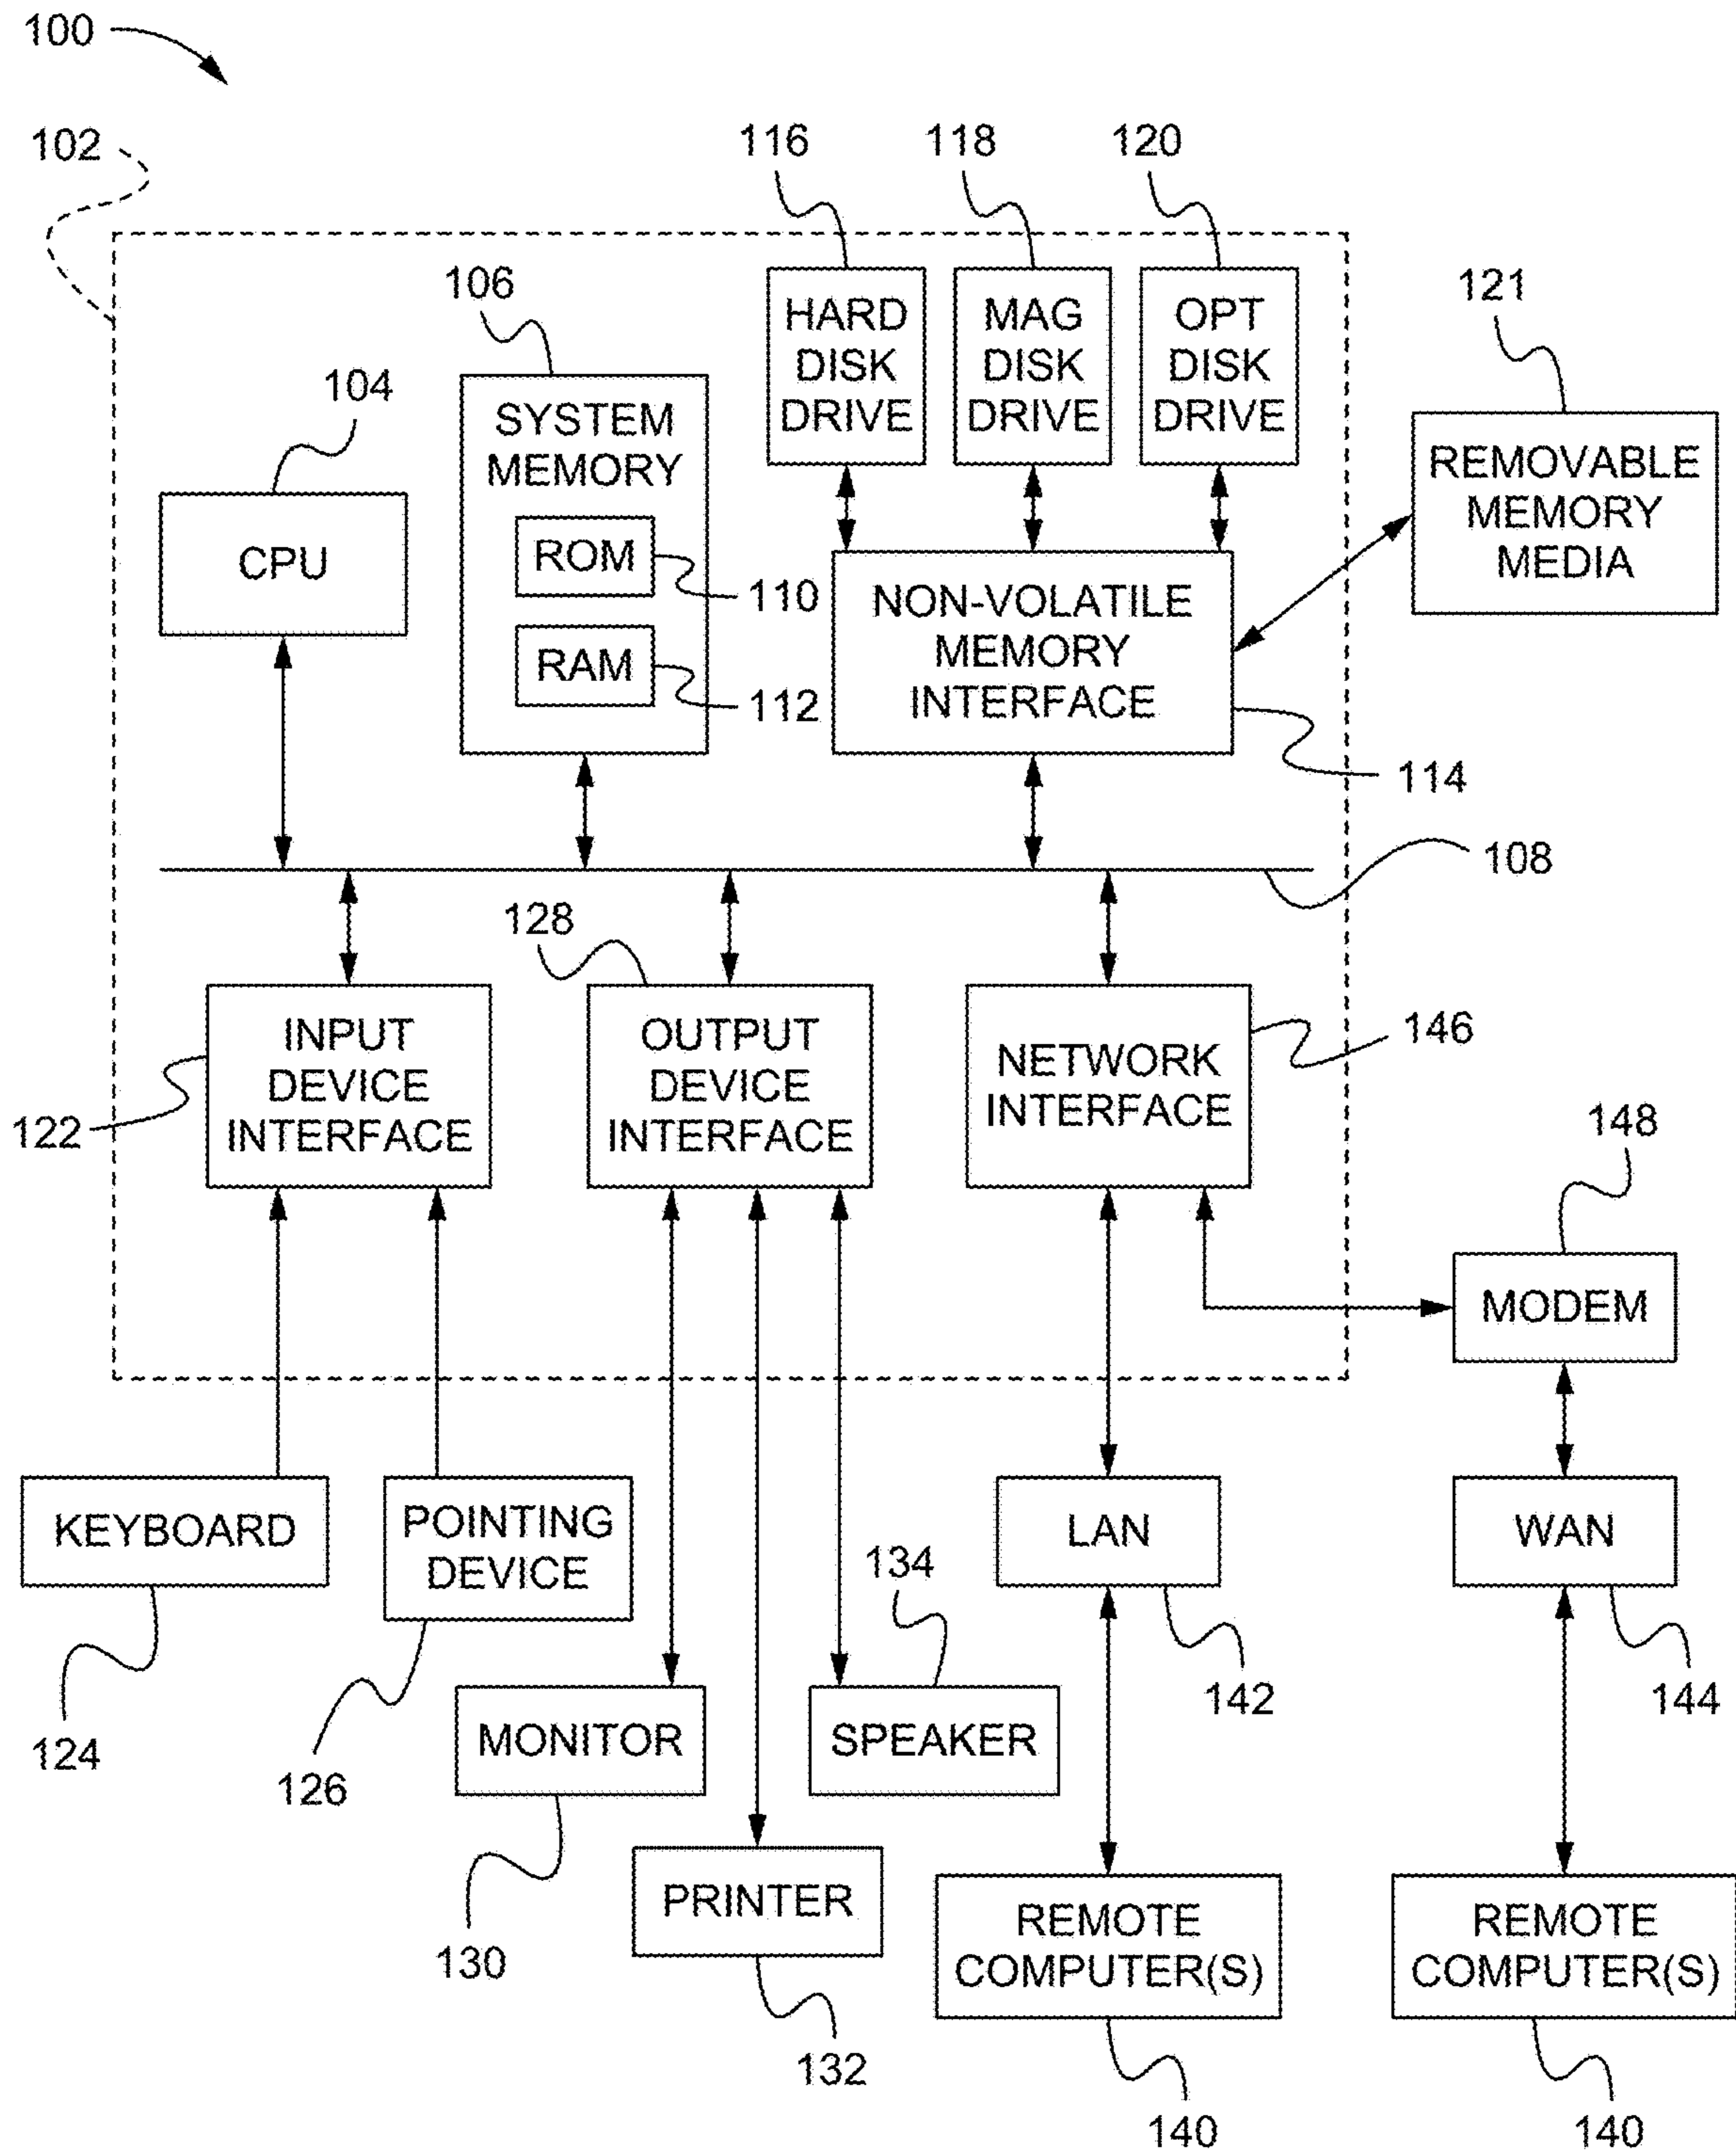 100
102
116
118
120
106
HARD
DISK
DRIVE
MAG
DISK
DRIVE
OPT
DISK
DRIVE
121
104
SYSTEM
MEMORY
REMOVABLE
MEMORY
MEDIA
CPU
ROM
110
NON-VOLATILE
MEMORY
INTERFACE
RAM
112
114
108
128
INPUT
DEVICE
INTERFACE
OUTPUT
DEVICE
INTERFACE
NETWORK
INTERFACE
146
122
148
MODEM
KEYBOARD
POINTING
DEVICE
LAN
WAN
134
124
126
MONITOR
SPEAKER
142
144
130
PRINTER
REMOTE
COMPUTER(S)
REMOTE
COMPUTER(S)
132
140
140